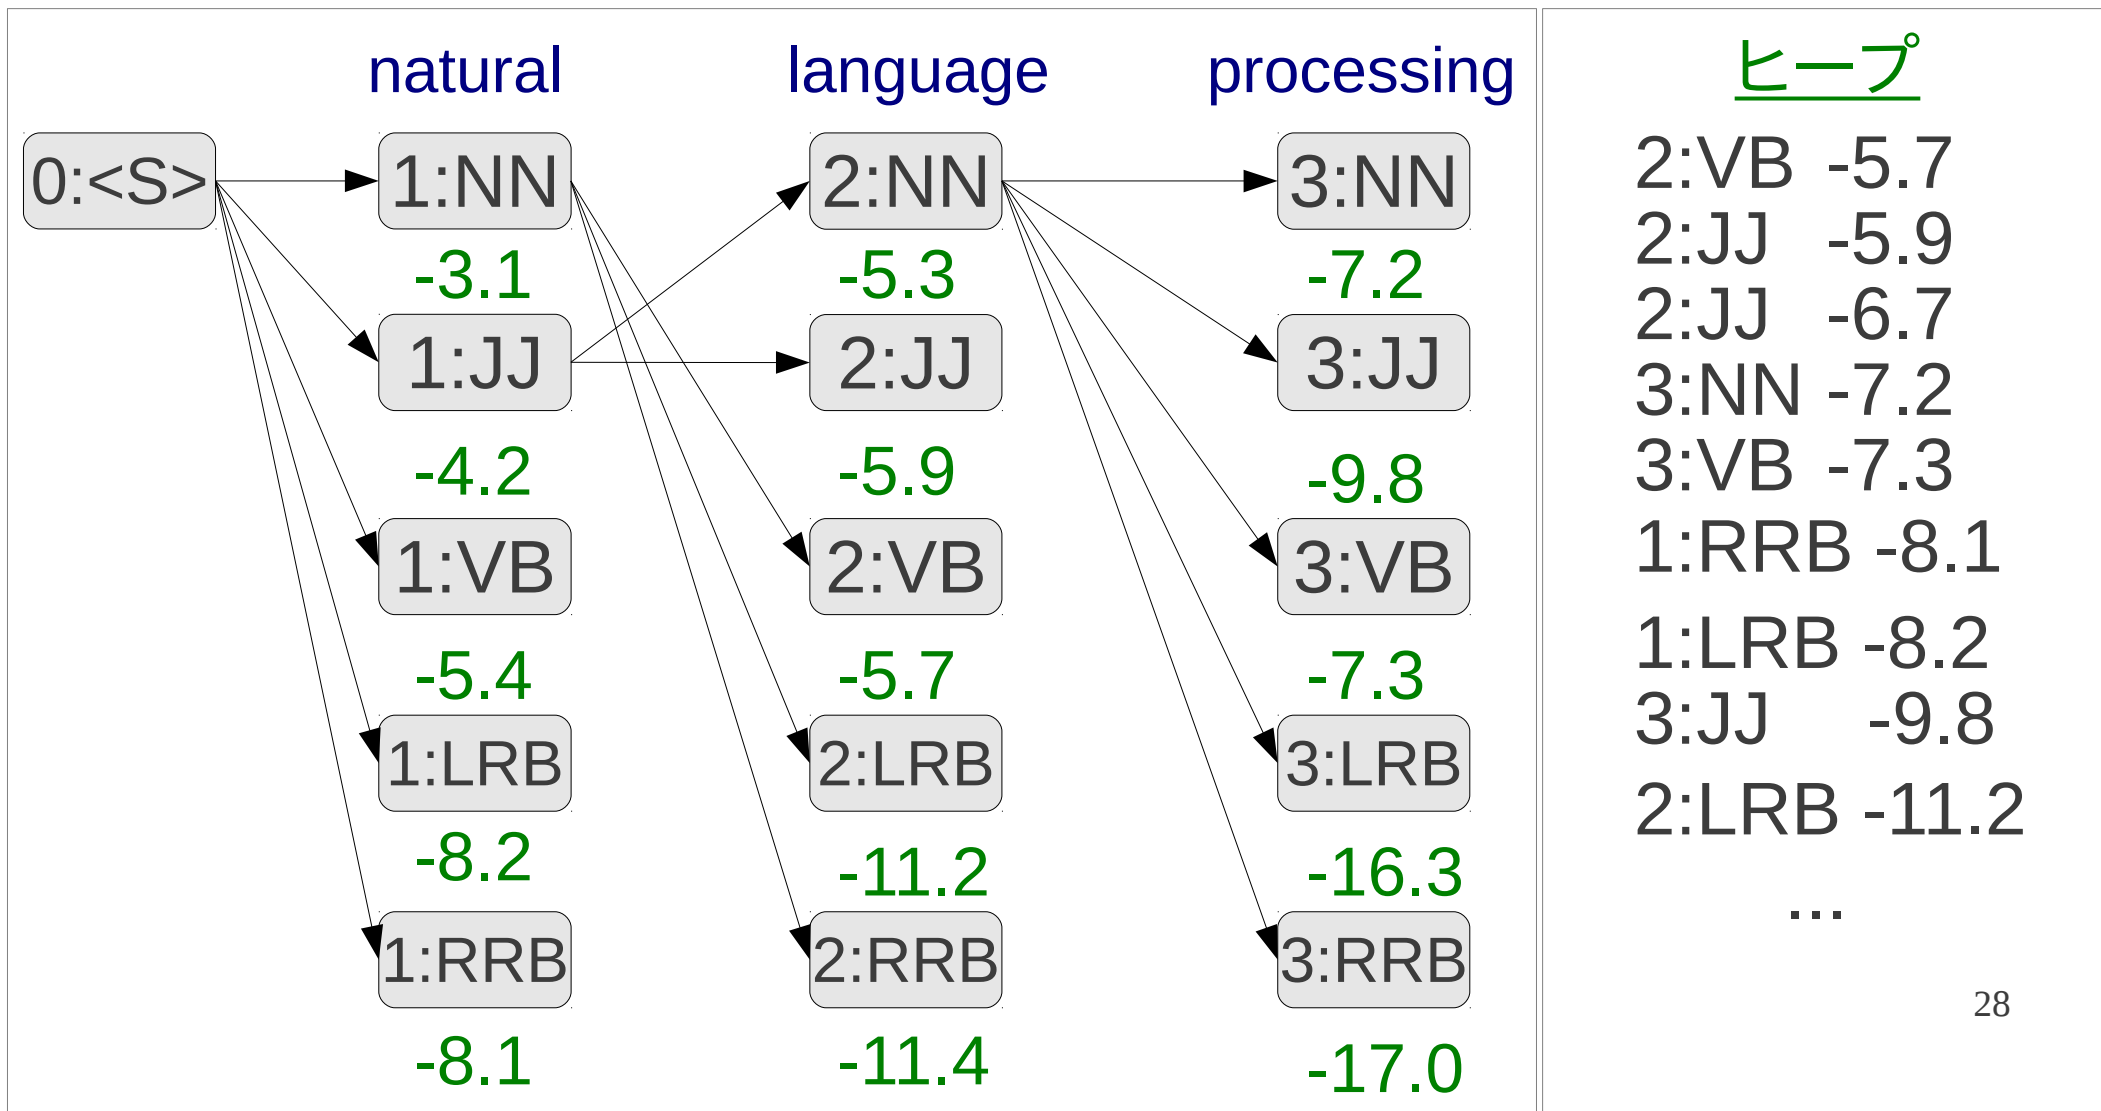 natural language processing
0:<S> 1:NN 2:NN 3:NN
-3.1 -5.3 -7.2
1:JJ 2:JJ 3:JJ
-4.2 -5.9 -9.8
1:VB 2:VB 3:VB
-5.4 -5.7 -7.3
1:LRB 2:LRB 3:LRB
-8.2 -11.2 -16.3
1:RRB 2:RRB 3:RRB
-8.1 -11.4 -17.0
ヒープ
2:VB -5.7
2:JJ -5.9
2:JJ -6.7
3:NN -7.2
3:VB -7.3
1:RRB -8.1
1:LRB -8.2
3:JJ -9.8
2:LRB -11.2
...
28